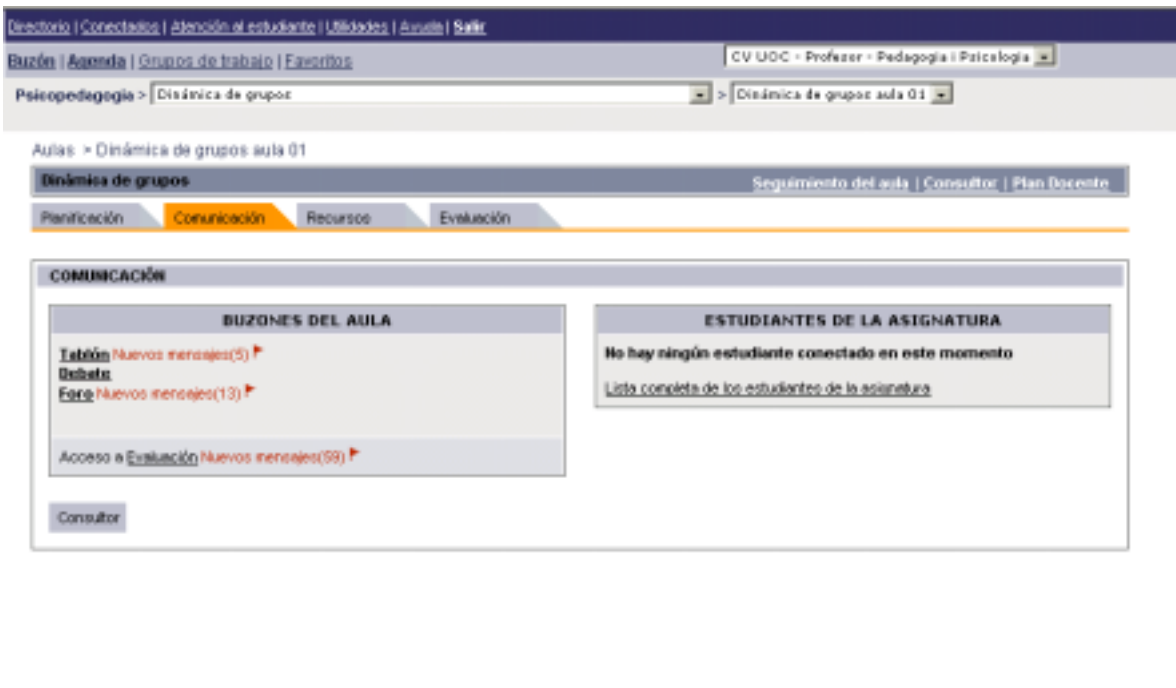 Directorio | Conectados | Atención al estudiante | Utilidades | Ayuda | Salir
Buzón | Agenda | Grupos de trabajo | Favoritos
CV UOC - Profesor - Pedagogia i Psicologia
Psicopedagogia > Dinámica de grupos > Dinámica de grupos aula 01
Aulas > Dinámica de grupos aula 01
Dinámica de grupos
Seguimiento del aula | Consultor | Plan Docente
Planificación Comunicación Recursos Evaluación
COMUNICACIÓN
BUZONES DEL AULA
Tablón Nuevos mensajes(5)
Debate
Foro Nuevos mensajes(13)
Acceso a Evaluación Nuevos mensajes(59)
ESTUDIANTES DE LA ASIGNATURA
No hay ningún estudiante conectado en este momento
Lista completa de los estudiantes de la asignatura
Consultor